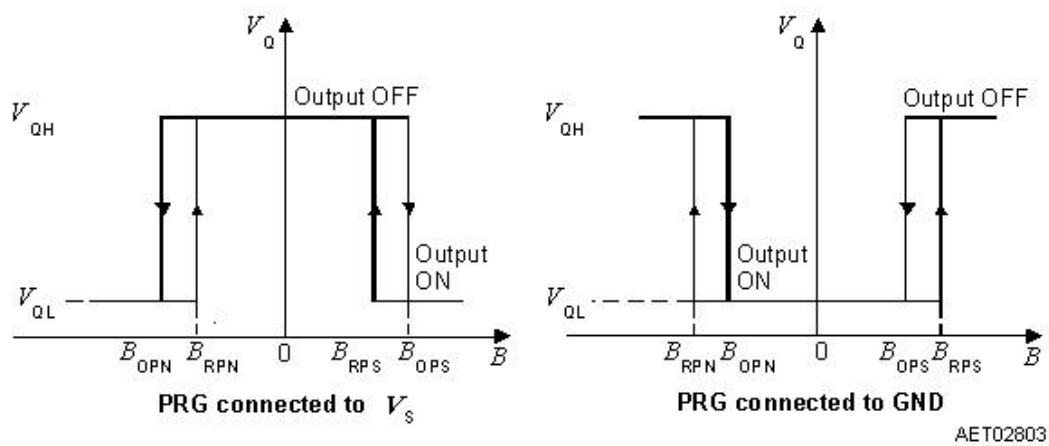 V_Q
Output OFF
V_QH
Output
ON
V_QL
B_OPN B_RPN 0 B_RPS B_OPS B
PRG connected to V_S
V_Q
Output OFF
V_QH
Output
ON
V_QL
B_RPN B_OPN 0 B_OPS B_RPS B
PRG connected to GND
AET02803